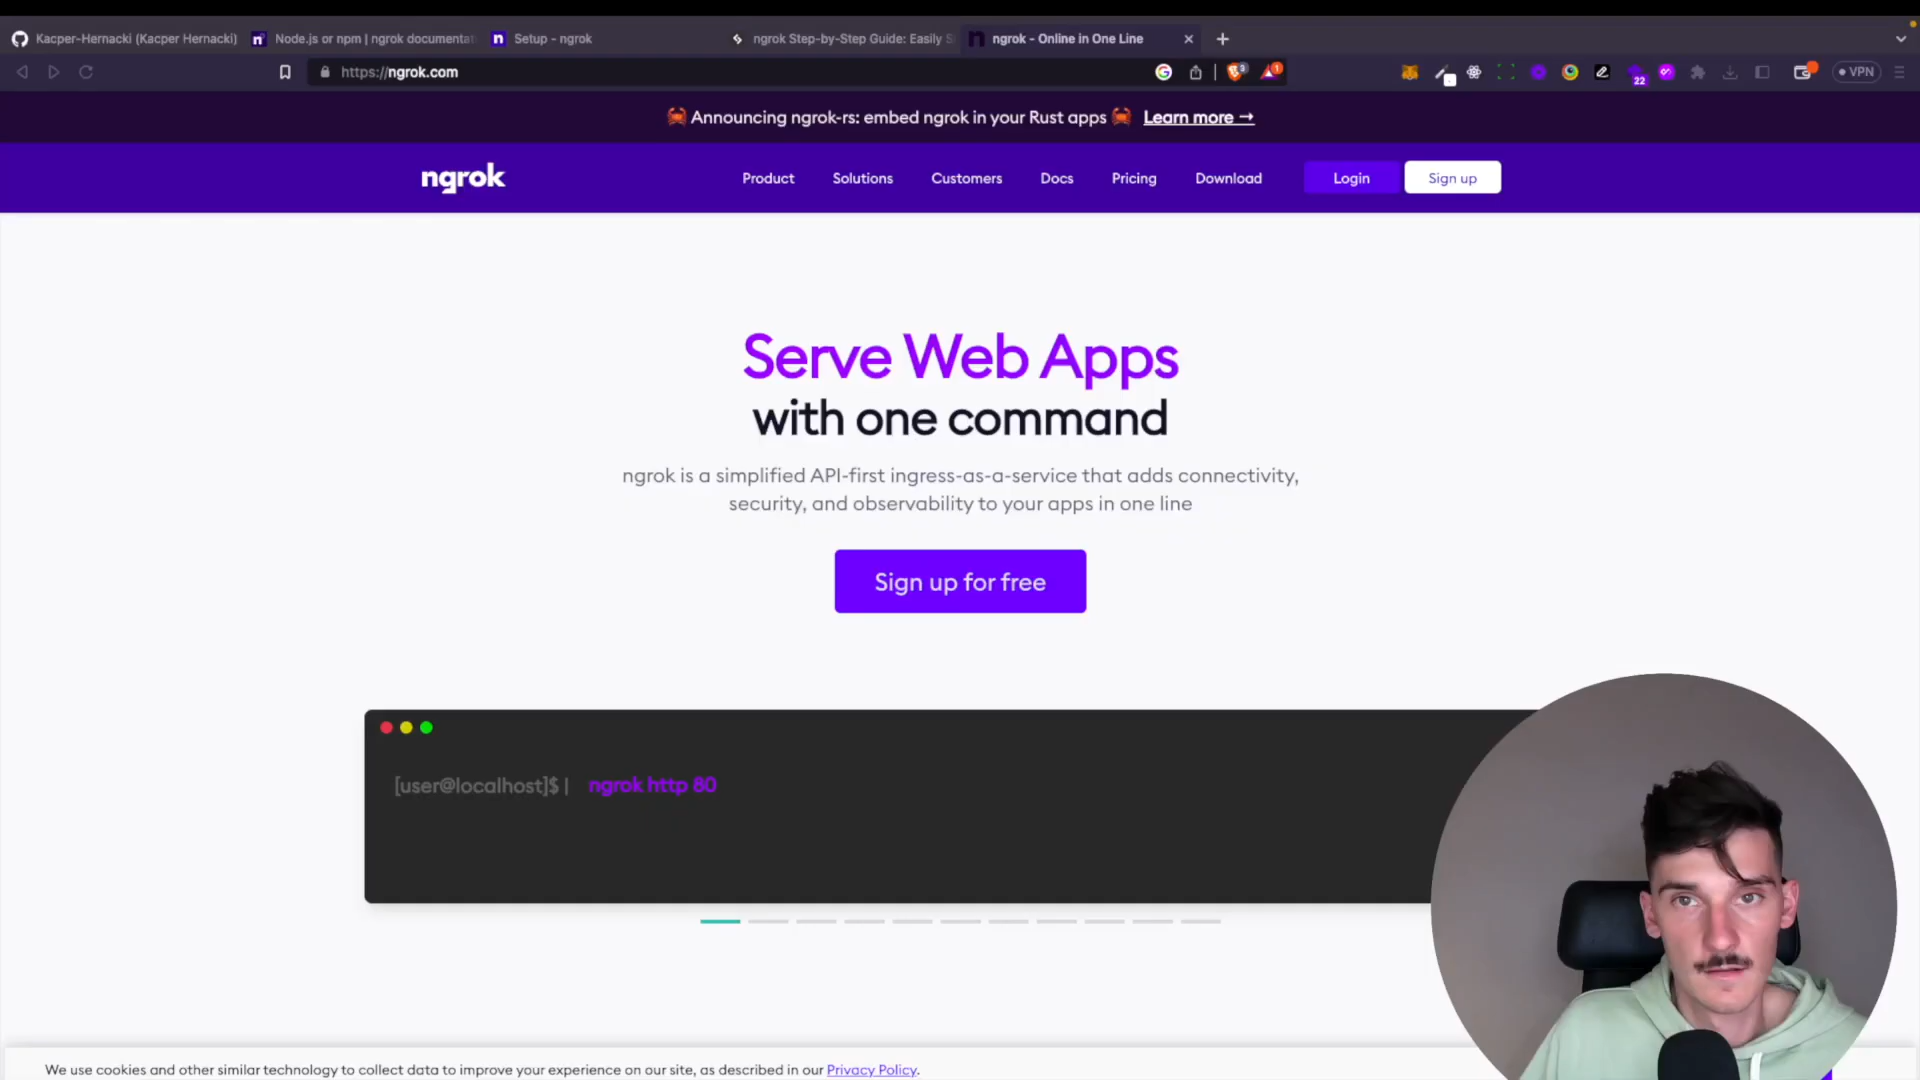 Kacper-Hernacki (Kacper Hernacki)
Node.js or npm | ngrok documentat
Setup - ngrok
ngrok Step-by-Step Guide: Easily S
ngrok - Online in One Line
https://ngrok.com
3
1
22
VPN
🦀 Announcing ngrok-rs: embed ngrok in your Rust apps 🦀 Learn more →
ngrok
Product
Solutions
Customers
Docs
Pricing
Download
Login
Sign up
Serve Web Apps
with one command
ngrok is a simplified API-first ingress-as-a-service that adds connectivity,
security, and observability to your apps in one line
Sign up for free
[user@localhost]$ | ngrok http 80
We use cookies and other similar technology to collect data to improve your experience on our site, as described in our Privacy Policy.